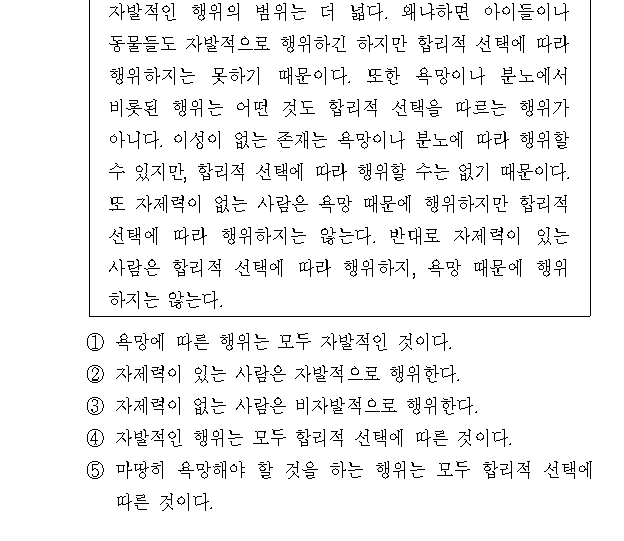 자발적인 행위의 범위는 더 넓다. 왜냐하면 아이들이나
동물들도 자발적으로 행위하긴 하지만 합리적 선택에 따라
행위하지는 못하기 때문이다. 또한 욕망이나 분노에서
비롯된 행위는 어떤 것도 합리적 선택을 따르는 행위가
아니다. 이성이 없는 존재는 욕망이나 분노에 따라 행위할
수 있지만, 합리적 선택에 따라 행위할 수는 없기 때문이다.
또 자제력이 없는 사람은 욕망 때문에 행위하지만 합리적
선택에 따라 행위하지는 않는다. 반대로 자제력이 있는
사람은 합리적 선택에 따라 행위하지, 욕망 때문에 행위
하지는 않는다.
① 욕망에 따른 행위는 모두 자발적인 것이다.
② 자제력이 있는 사람은 자발적으로 행위한다.
③ 자제력이 없는 사람은 비자발적으로 행위한다.
④ 자발적인 행위는 모두 합리적 선택에 따른 것이다.
⑤ 마땅히 욕망해야 할 것을 하는 행위는 모두 합리적 선택에
따른 것이다.